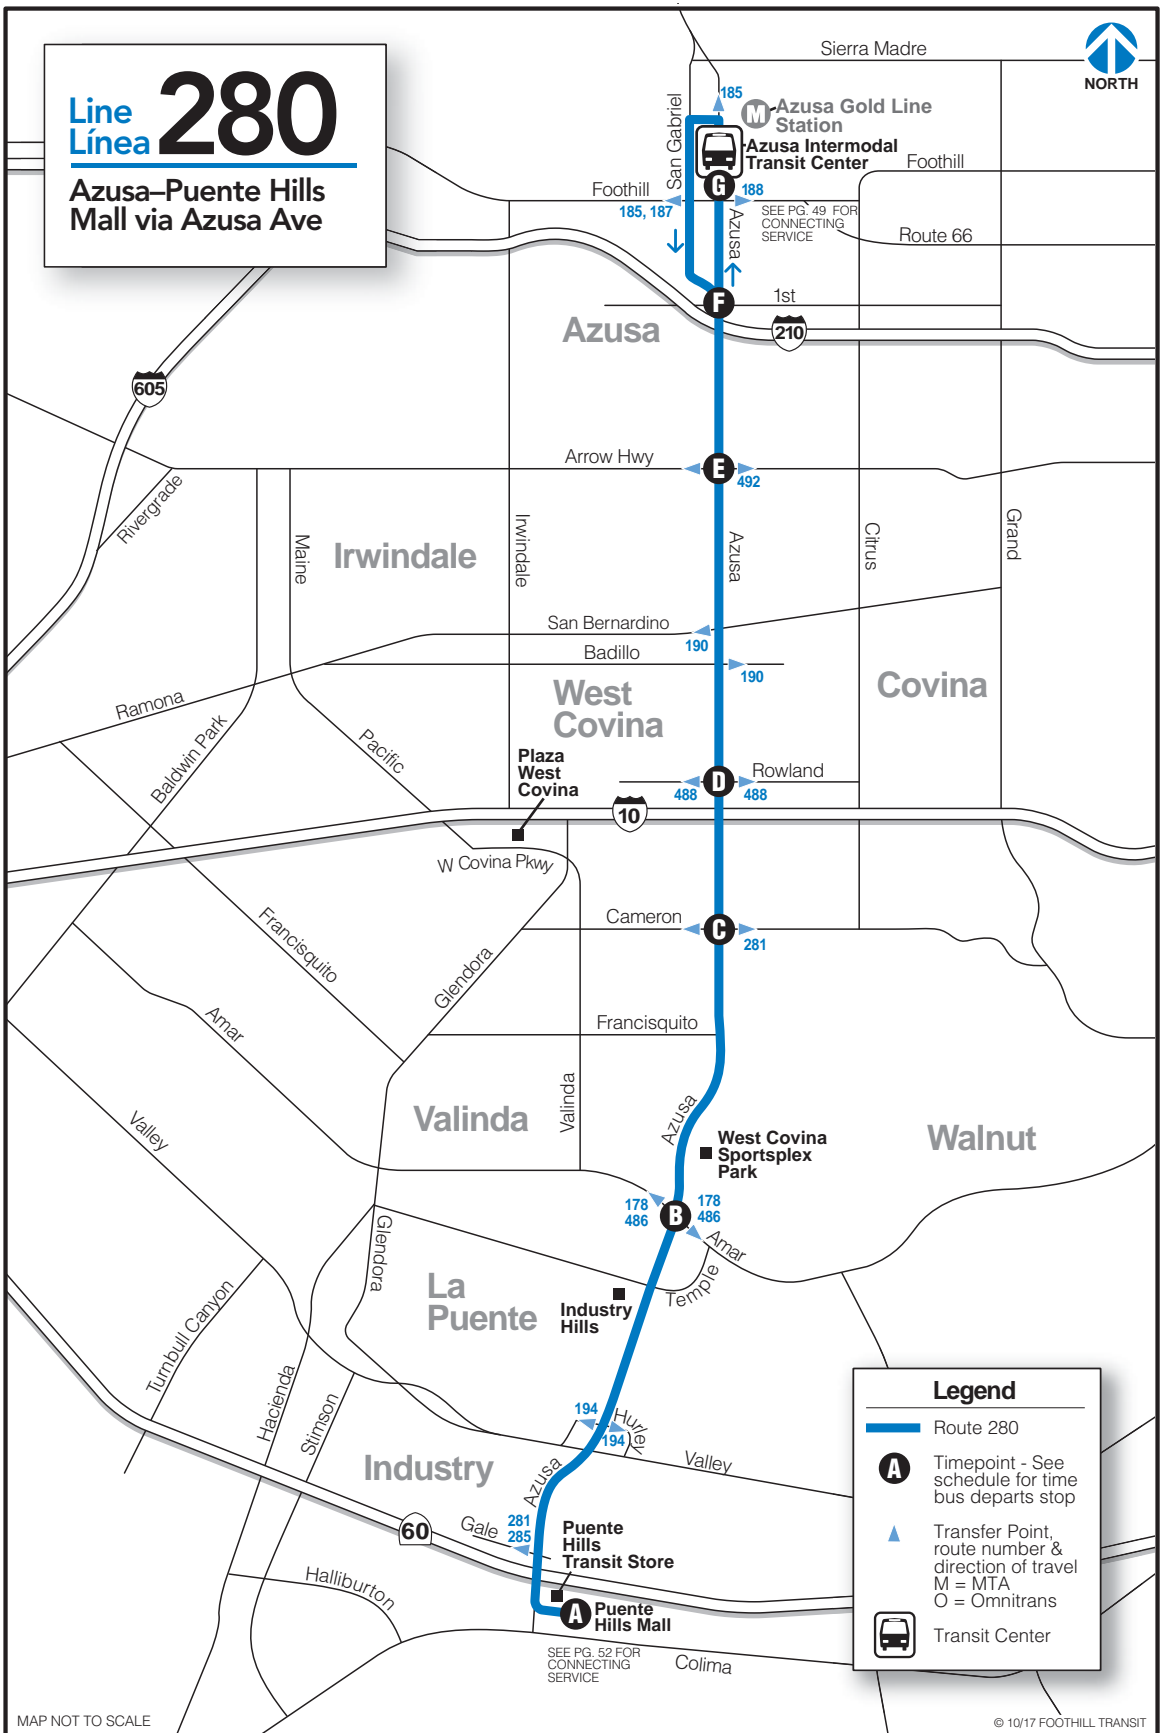 Line
Línea
280
Azusa–Puente Hills
Mall via Azusa Ave
NORTH
Sierra Madre
185
M
Azusa Gold Line
Station
Azusa Intermodal
Transit Center
San Gabriel
Foothill
Foothill
G
188
185, 187
SEE PG. 49 FOR
CONNECTING
SERVICE
Azusa
Route 66
F
1st
Azusa
210
605
Arrow Hwy
E
492
Rivergrade
Maine
Irwindale
Irwindale
Azusa
Citrus
Grand
San Bernardino
190
Badillo
190
Ramona
West
Covina
Covina
Baldwin Park
Pacific
Plaza
West
Covina
D
Rowland
488
488
10
W Covina Pkwy
Cameron
C
281
Francisquito
Glendora
Amar
Francisquito
Valinda
Valinda
Azusa
Valley
West Covina
Sportsplex
Park
Walnut
178
486
B
178
486
Amar
Glendora
Temple
La
Puente
Industry
Hills
Turnbull Canyon
Hacienda
Stimson
194
Hurley
194
Valley
Industry
Azusa
60
Gale
281
285
Puente
Hills
Transit Store
Halliburton
A
Puente
Hills Mall
SEE PG. 52 FOR
CONNECTING
SERVICE
Colima
Legend
Route 280
A
Timepoint - See
schedule for time
bus departs stop
Transfer Point,
route number &
direction of travel
M = MTA
O = Omnitrans
Transit Center
MAP NOT TO SCALE
© 10/17 FOOTHILL TRANSIT